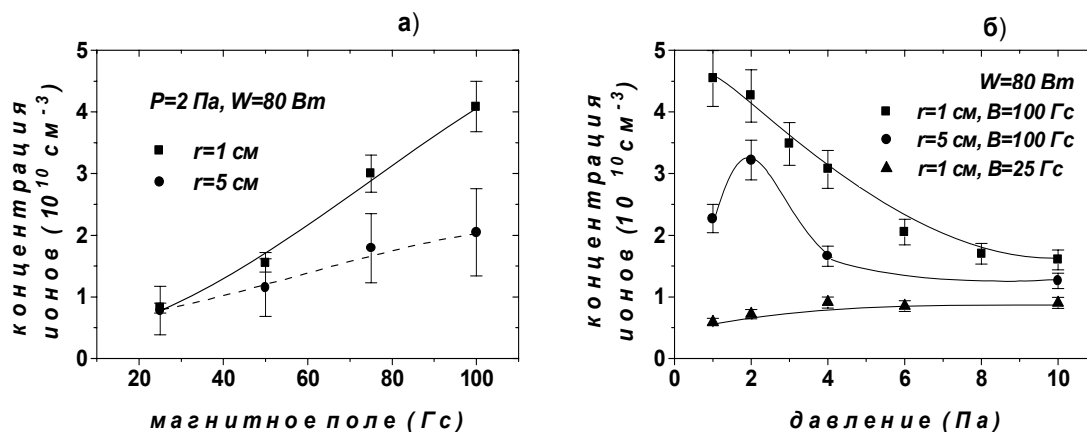 а)
концентрация
ионов (10^10 см^-3)
5
4
3
2
1
0
P=2 Па, W=80 Вт
r=1 см
r=5 см
20 40 60 80 100
магнитное поле (Гс)
б)
концентрация
ионов (10^10 см^-3)
5
4
3
2
1
0
W=80 Вт
r=1 см, B=100 Гс
r=5 см, B=100 Гс
r=1 см, B=25 Гс
0 2 4 6 8 10
давление (Па)